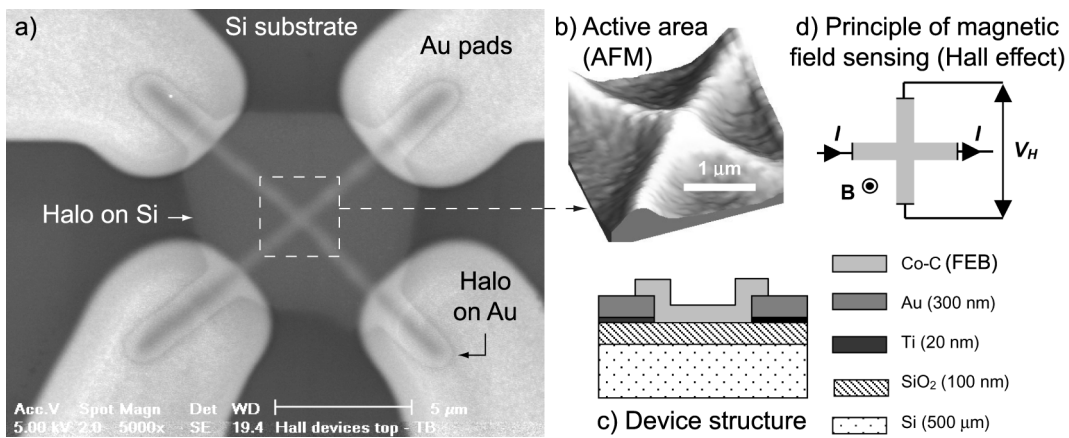 a)
Si substrate
Au pads
Halo on Si
Halo
on Au
Acc.V Spot Magn Det WD
5.00 kV 2.0 5000x SE 19.4 Hall devices top - TB
5 µm
b) Active area
(AFM)
1 µm
c) Device structure
d) Principle of magnetic
field sensing (Hall effect)
I
I
VH
B
Co-C (FEB)
Au (300 nm)
Ti (20 nm)
SiO2 (100 nm)
Si (500 µm)